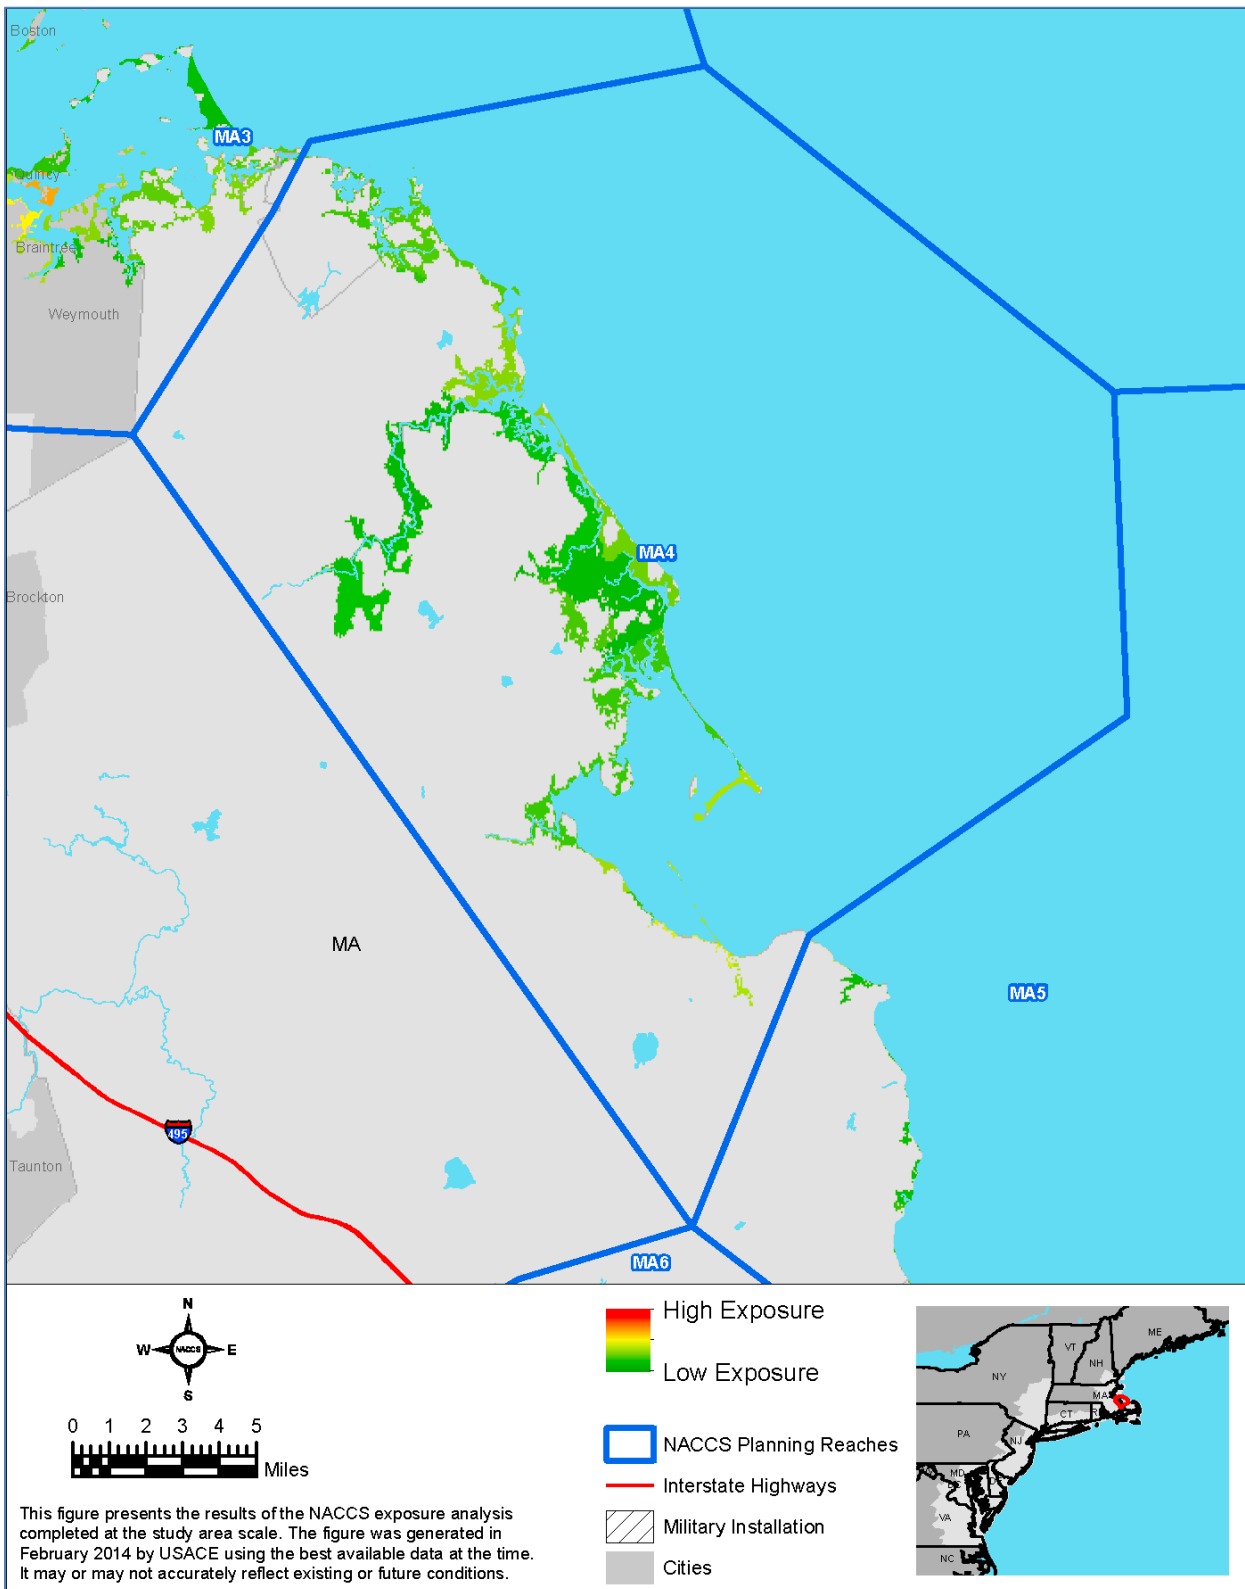 Boston
MA3
Quincy
Braintree
Weymouth
MA4
Brockton
MA
MA5
495
Taunton
MA6
N
W NACCS E
S
0 1 2 3 4 5
Miles
High Exposure
Low Exposure
NACCS Planning Reaches
Interstate Highways
Military Installation
Cities
This figure presents the results of the NACCS exposure analysis
completed at the study area scale. The figure was generated in
February 2014 by USACE using the best available data at the time.
It may or may not accurately reflect existing or future conditions.
ME
VT
NH
NY
MA
CT
PA
NJ
MD
VA
NC